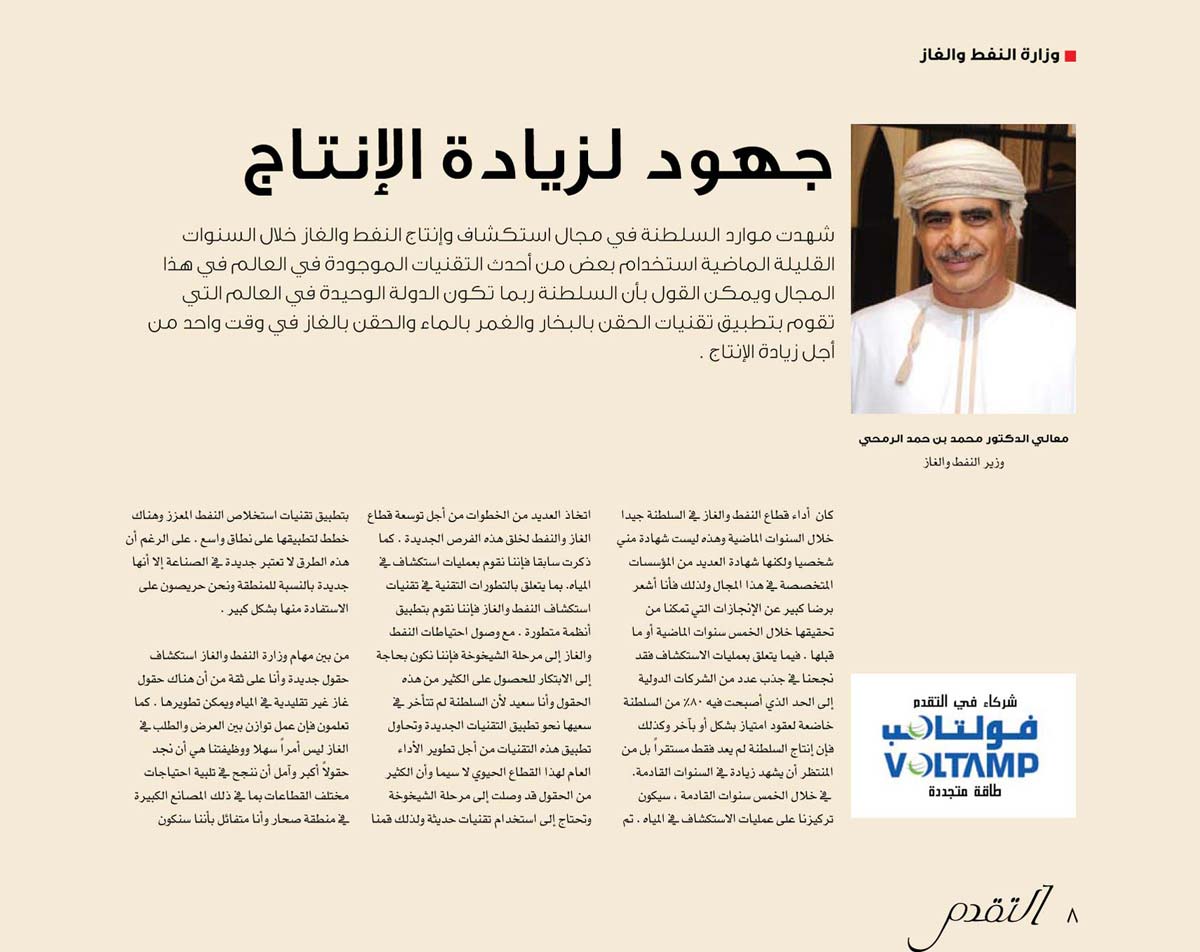 وزارة النفط والغاز
جهود لزيادة الإنتاج
شهدت موارد السلطنة في مجال استكشاف وإنتاج النفط والغاز خلال السنوات
القليلة الماضية استخدام بعض من أحدث التقنيات الموجودة في العالم في هذا
المجال ويمكن القول بأن السلطنة ربما تكون الدولة الوحيدة في العالم التي
تقوم بتطبيق تقنيات الحقن بالبخار والغمر بالماء والحقن بالغاز في وقت واحد من
أجل زيادة الإنتاج .
معالي الدكتور محمد بن حمد الرمحي
وزير النفط والغاز
كان أداء قطاع النفط والغاز في السلطنة جيدا
خلال السنوات الماضية وهذه ليست شهادة مني
شخصيا ولكنها شهادة العديد من المؤسسات
المتخصصة في هذا المجال ولذلك فأنا أشعر
برضا كبير عن الإنجازات التي تمكنا من
تحقيقها خلال الخمس سنوات الماضية أو ما
قبلها . فيما يتعلق بعمليات الاستكشاف فقد
نجحنا في جذب عدد من الشركات الدولية
إلى الحد الذي أصبحت فيه ٨٠٪ من السلطنة
خاضعة لعقود امتياز بشكل أو بآخر وكذلك
فإن إنتاج السلطنة لم يعد فقط مستقراً بل من
المنتظر أن يشهد زيادة في السنوات القادمة.
في خلال الخمس سنوات القادمة ، سيكون
تركيزنا على عمليات الاستكشاف في المياه . تم
اتخاذ العديد من الخطوات من أجل توسعة قطاع
الغاز والنفط لخلق هذه الفرص الجديدة . كما
ذكرت سابقا فإننا نقوم بعمليات استكشاف في
المياه. بما يتعلق بالتطورات التقنية في تقنيات
استكشاف النفط والغاز فإننا نقوم بتطبيق
أنظمة متطورة . مع وصول احتياطات النفط
والغاز إلى مرحلة الشيخوخة فإننا نكون بحاجة
إلى الابتكار للحصول على الكثير من هذه
الحقول وأنا سعيد لأن السلطنة لم تتأخر في
سعيها نحو تطبيق التقنيات الجديدة وتحاول
تطبيق هذه التقنيات من أجل تطوير الأداء
العام لهذا القطاع الحيوي لا سيما وأن الكثير
من الحقول قد وصلت إلى مرحلة الشيخوخة
وتحتاج إلى استخدام تقنيات حديثة ولذلك قمنا
بتطبيق تقنيات استخلاص النفط المعزز وهناك
خطط لتطبيقها على نطاق واسع . على الرغم أن
هذه الطرق لا تعتبر جديدة في الصناعة إلا أنها
جديدة بالنسبة للمنطقة ونحن حريصون على
الاستفادة منها بشكل كبير .
من بين مهام وزارة النفط والغاز استكشاف
حقول جديدة وأنا على ثقة من أن هناك حقول
غاز غير تقليدية في المياه ويمكن تطويرها . كما
تعلمون فإن عمل توازن بين العرض والطلب في
الغاز ليس أمراً سهلا ووظيفتنا هي أن نجد
حقولاً أكبر وآمل أن ننجح في تلبية احتياجات
مختلف القطاعات بما في ذلك المصانع الكبيرة
في منطقة صحار وأنا متفائل بأننا سنكون
شركاء في التقدم
فولتامب
VOLTAMP
طاقة متجددة
٨ التقدم